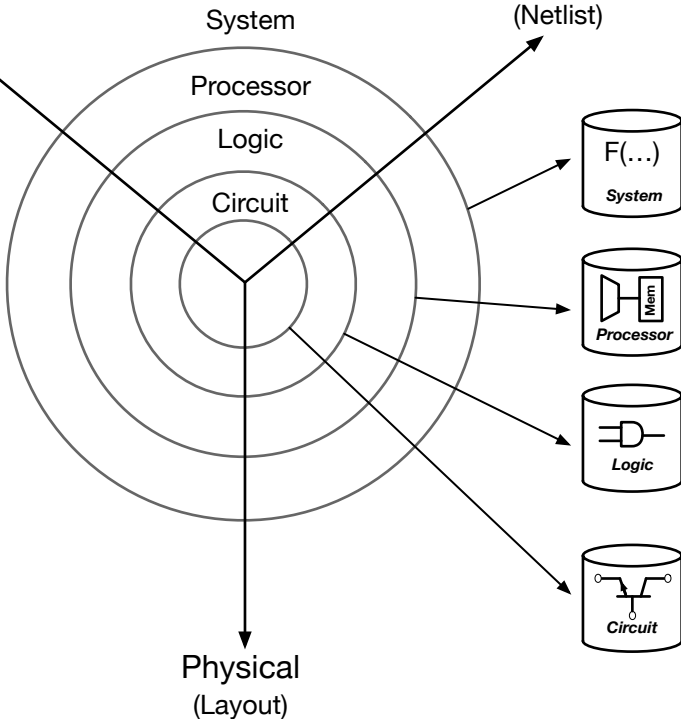 System
(Netlist)
Processor
Logic
Circuit
F(...)
System
Mem
Processor
Logic
Circuit
Physical
(Layout)